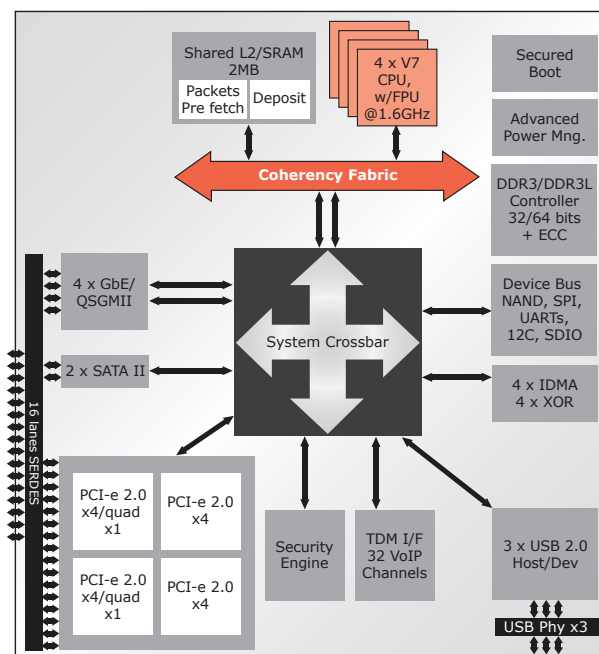 Shared L2/SRAM
2MB
Packets
Pre fetch
Deposit
4 x V7
CPU,
w/FPU
@1.6GHz
Secured
Boot
Advanced
Power Mng.
Coherency Fabric
DDR3/DDR3L
Controller
32/64 bits
+ ECC
4 x GbE/
QSGMII
System Crossbar
Device Bus
NAND, SPI,
UARTs,
12C, SDIO
2 x SATA II
4 x IDMA
4 x XOR
16 lanes SERDES
PCI-e 2.0
x4/quad
x1
PCI-e 2.0
x4
PCI-e 2.0
x4/quad
x1
PCI-e 2.0
x4
Security
Engine
TDM I/F
32 VoIP
Channels
3 x USB 2.0
Host/Dev
USB Phy x3